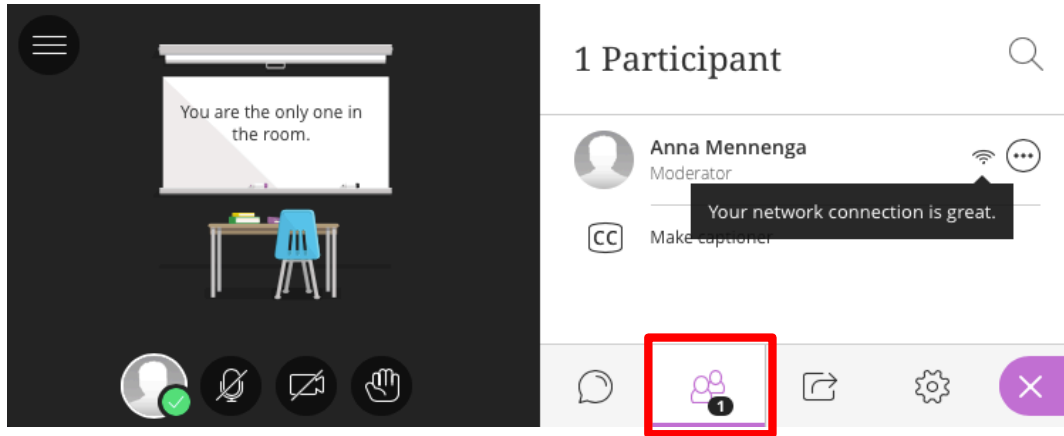 You are the only one in
the room.
1 Participant
Anna Mennenga
Moderator
Your network connection is great.
CC
Make captioner
1